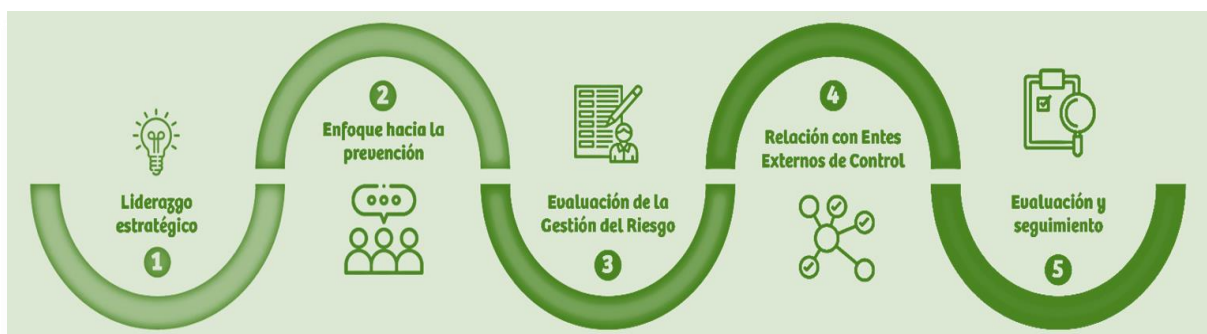 Liderazgo
estratégico
1
2
Enfoque hacia la
prevención
Evaluación de la
Gestión del Riesgo
3
4
Relación con Entes
Externos de Control
Evaluación y
seguimiento
5